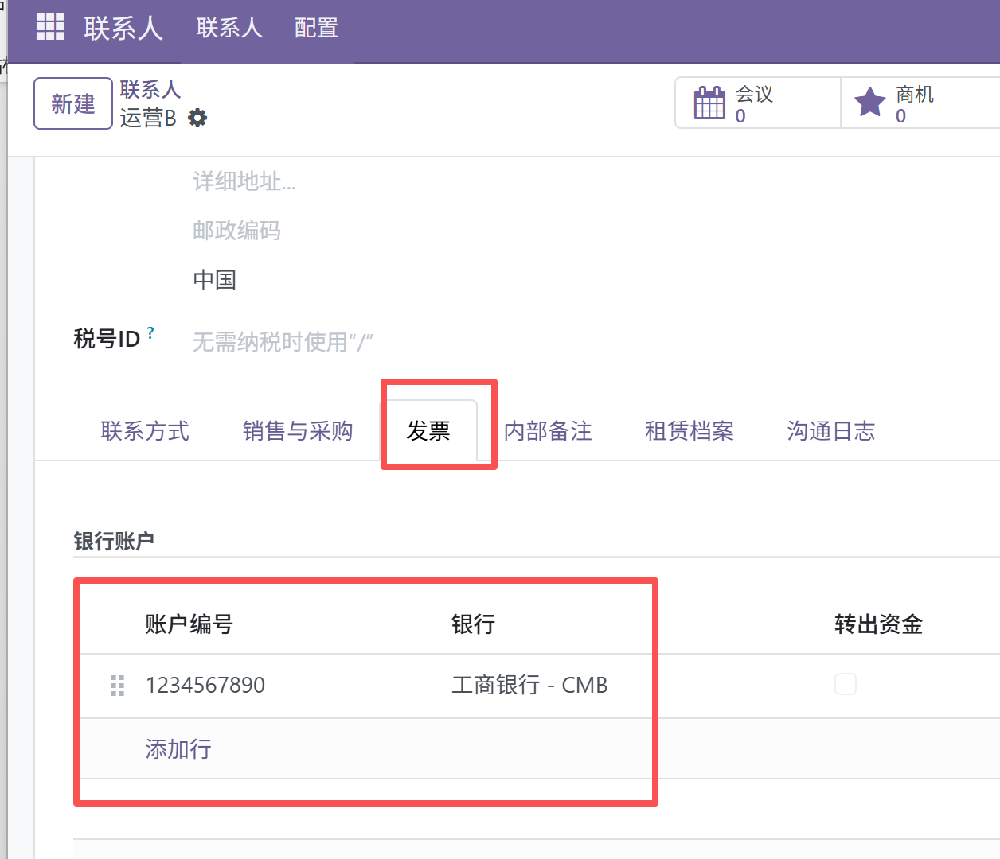 联系人 联系人 配置
新建 联系人
运营B
会议
0
商机
0
详细地址...
邮政编码
中国
税号ID ? 无需纳税时使用“/”
联系方式 销售与采购 发票 内部备注 租赁档案 沟通日志
银行账户
账户编号 银行 转出资金
1234567890 工商银行 - CMB
添加行